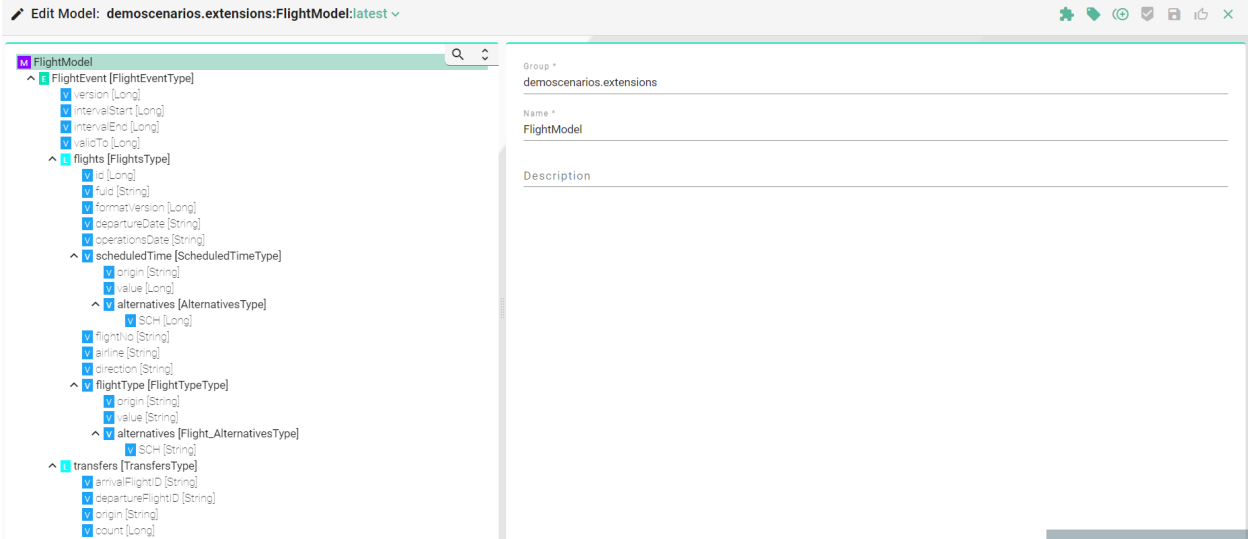 Edit Model: demoscenarios.extensions:FlightModel:latest
M FlightModel
E FlightEvent [FlightEventType]
V version [Long]
V intervalStart [Long]
V intervalEnd [Long]
V validTo [Long]
L flights [FlightsType]
V id [Long]
V fuid [String]
V formatVersion [Long]
V departureDate [String]
V operationsDate [String]
V scheduledTime [ScheduledTimeType]
V origin [String]
V value [Long]
V alternatives [AlternativesType]
V SCH [Long]
V flightNo [String]
V airline [String]
V direction [String]
V flightType [FlightTypeType]
V origin [String]
V value [String]
V alternatives [Flight_AlternativesType]
V SCH [String]
L transfers [TransfersType]
V arrivalFlightID [String]
V departureFlightID [String]
V origin [String]
V count [Long]
Group *
demoscenarios.extensions
Name *
FlightModel
Description